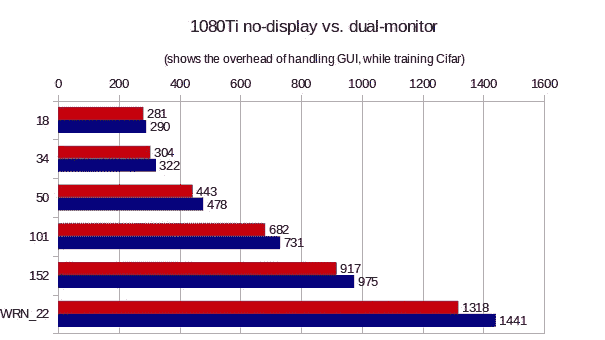 1080Ti no-display vs. dual-monitor
(shows the overhead of handling GUI, while training Cifar)
0 200 400 600 800 1000 1200 1400 1600
18 281
290
34 304
322
50 443
478
101 682
731
152 917
975
WRN_22 1318
1441